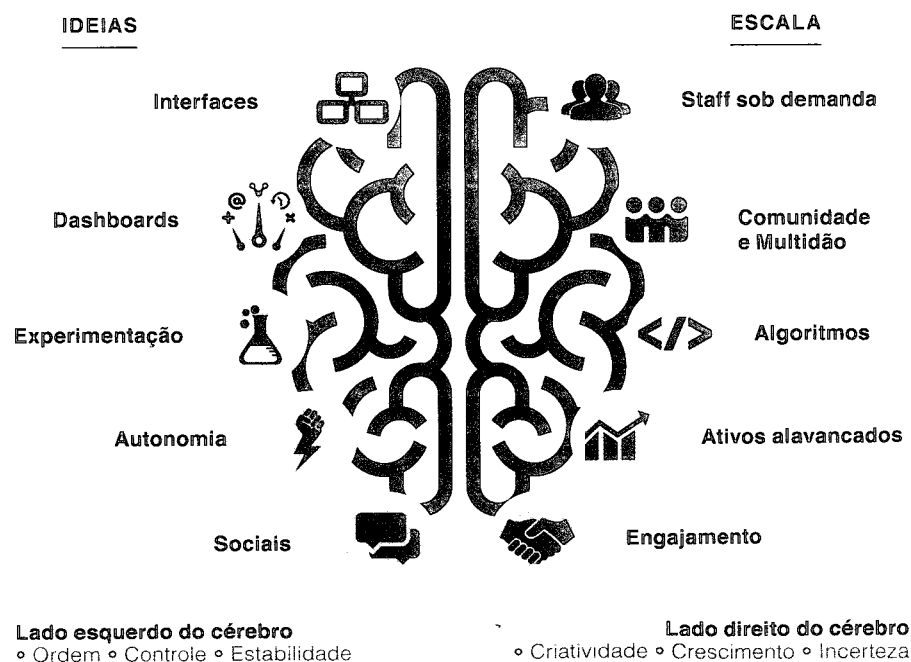 IDEIAS
Interfaces
Dashboards
Experimentação
Autonomia
Sociais
Lado esquerdo do cérebro
° Ordem ° Controle ° Estabilidade
ESCALA
Staff sob demanda
Comunidade
e Multidão
</>
Algoritmos
Ativos alavancados
Engajamento
Lado direito do cérebro
° Criatividade ° Crescimento ° Incerteza